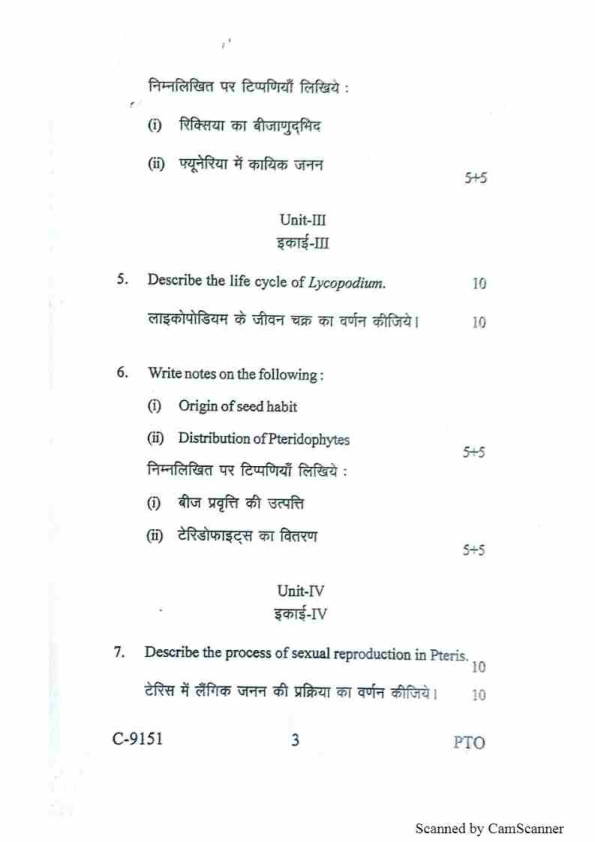 निम्नलिखित पर टिप्पणियाँ लिखिये :
(i) रिक्सिया का बीजाणुद्भिद
(ii) फ्यूनेरिया में कायिक जनन
5+5
Unit-III
इकाई-III
5. Describe the life cycle of Lycopodium. 10
लाइकोपोडियम के जीवन चक्र का वर्णन कीजिये। 10
6. Write notes on the following :
(i) Origin of seed habit
(ii) Distribution of Pteridophytes
5+5
निम्नलिखित पर टिप्पणियाँ लिखिये :
(i) बीज प्रवृत्ति की उत्पत्ति
(ii) टेरिडोफाइट्स का वितरण
5+5
Unit-IV
इकाई-IV
7. Describe the process of sexual reproduction in Pteris.
10
टेरिस में लैंगिक जनन की प्रक्रिया का वर्णन कीजिये। 10
C-9151 3 PTO
Scanned by CamScanner